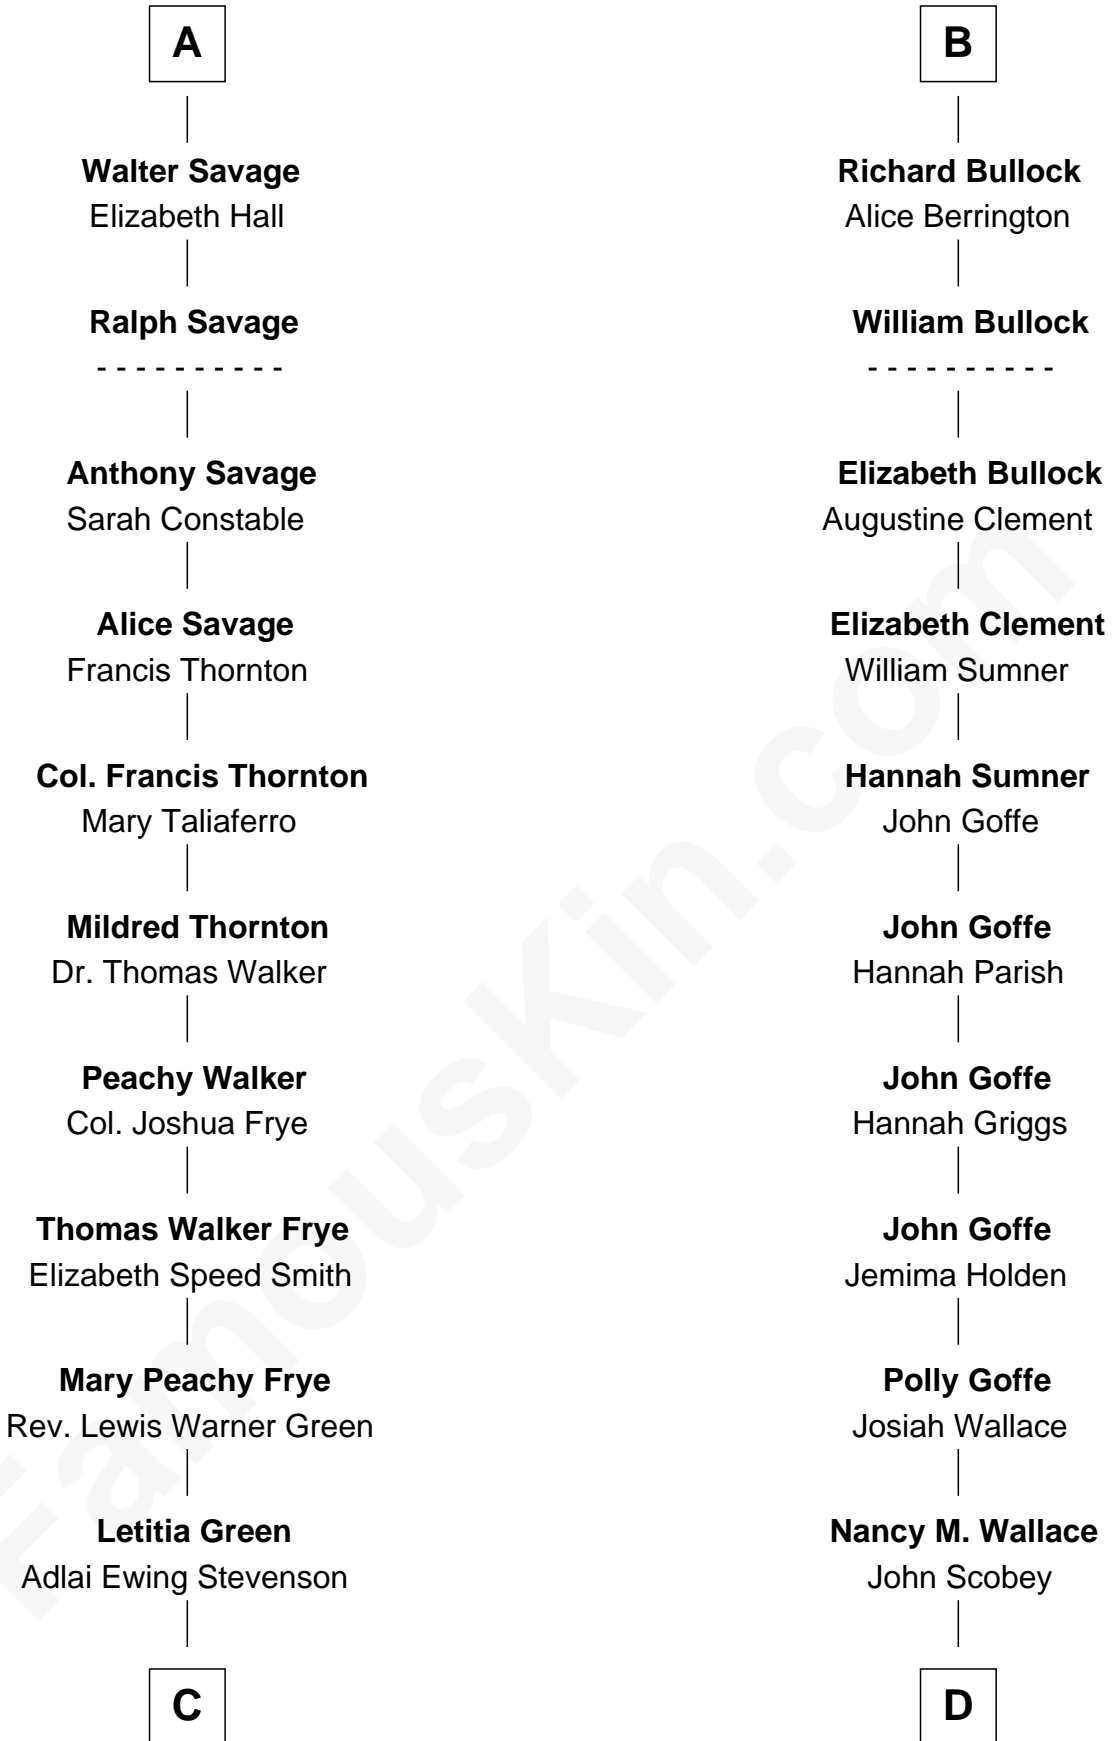 A
Walter Savage
Elizabeth Hall
Ralph Savage
- - - - - - - - - -
Anthony Savage
Sarah Constable
Alice Savage
Francis Thornton
Col. Francis Thornton
Mary Taliaferro
Mildred Thornton
Dr. Thomas Walker
Peachy Walker
Col. Joshua Frye
Thomas Walker Frye
Elizabeth Speed Smith
Mary Peachy Frye
Rev. Lewis Warner Green
Letitia Green
Adlai Ewing Stevenson
C
B
Richard Bullock
Alice Berrington
William Bullock
- - - - - - - - - -
Elizabeth Bullock
Augustine Clement
Elizabeth Clement
William Sumner
Hannah Sumner
John Goffe
John Goffe
Hannah Parish
John Goffe
Hannah Griggs
John Goffe
Jemima Holden
Polly Goffe
Josiah Wallace
Nancy M. Wallace
John Scobey
D
FamousKin.com